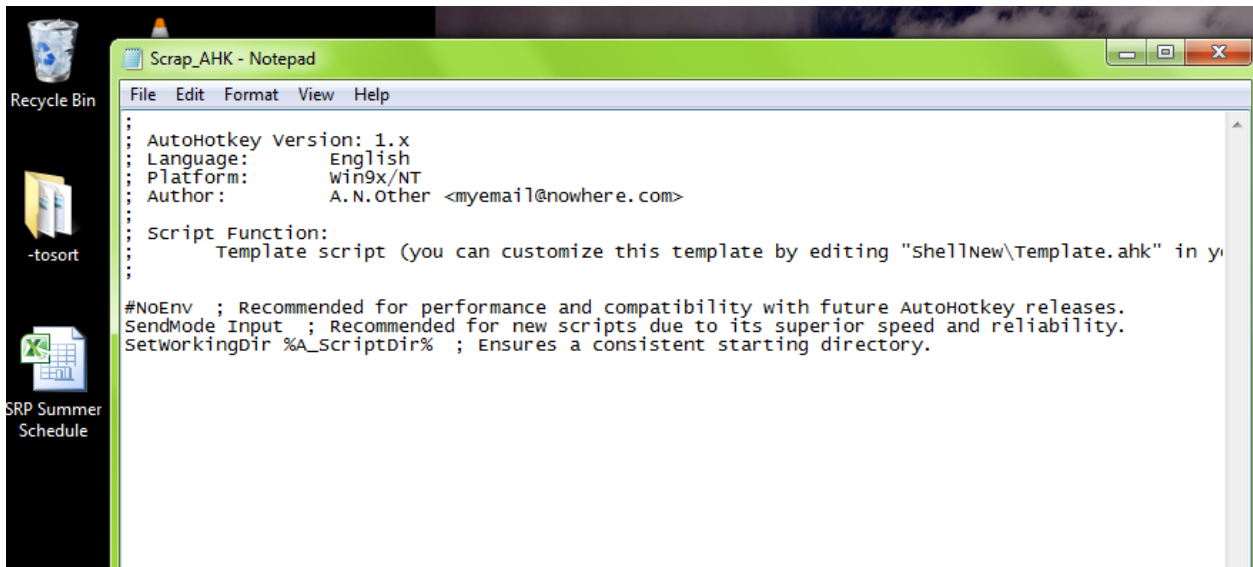 Recycle Bin
-tosort
SRP Summer
Schedule
Scrap_AHK - Notepad
File Edit Format View Help
;
; AutoHotkey Version: 1.x
; Language:       English
; Platform:       Win9x/NT
; Author:         A.N.Other <myemail@nowhere.com>
;
; Script Function:
;	Template script (you can customize this template by editing "ShellNew\Template.ahk" in
;
#NoEnv  ; Recommended for performance and compatibility with future AutoHotkey releases.
SendMode Input  ; Recommended for new scripts due to its superior speed and reliability.
SetWorkingDir %A_ScriptDir%  ; Ensures a consistent starting directory.